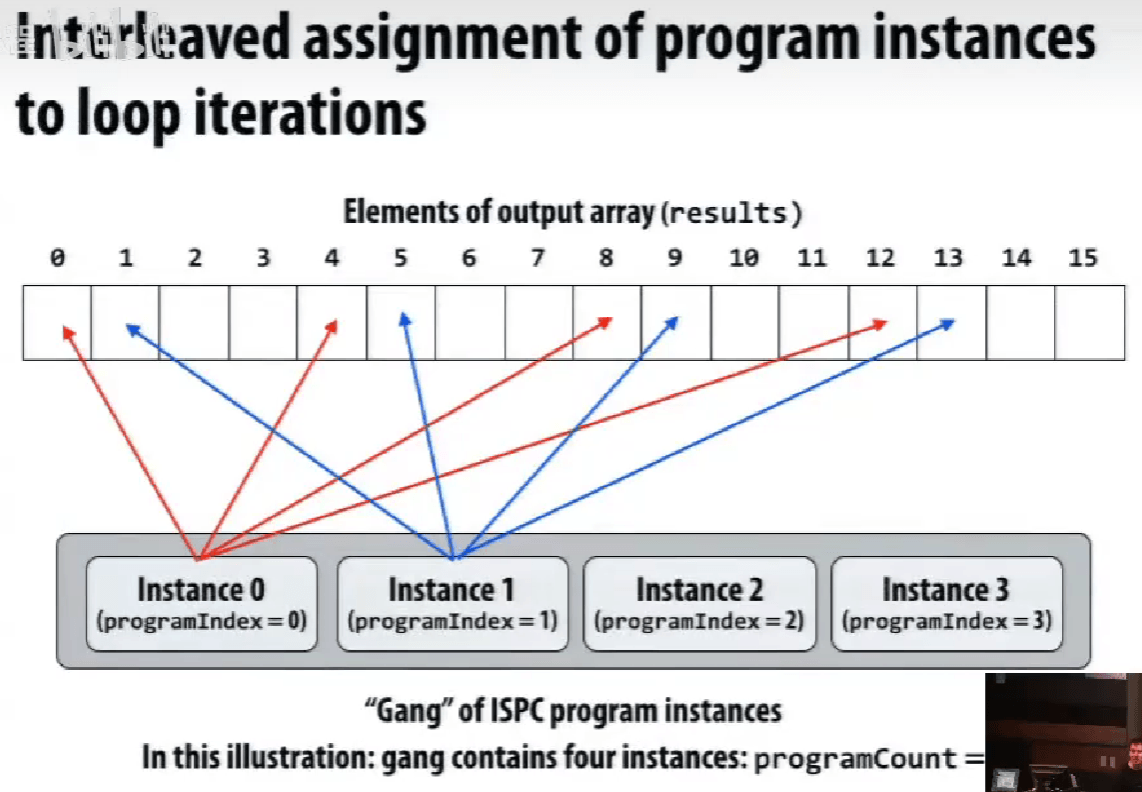 Interleaved assignment of program instances
to loop iterations
Elements of output array (results)
0 1 2 3 4 5 6 7 8 9 10 11 12 13 14 15
Instance 0 Instance 1 Instance 2 Instance 3
(programIndex = 0) (programIndex = 1) (programIndex = 2) (programIndex = 3)
“Gang” of ISPC program instances
In this illustration: gang contains four instances: programCount =